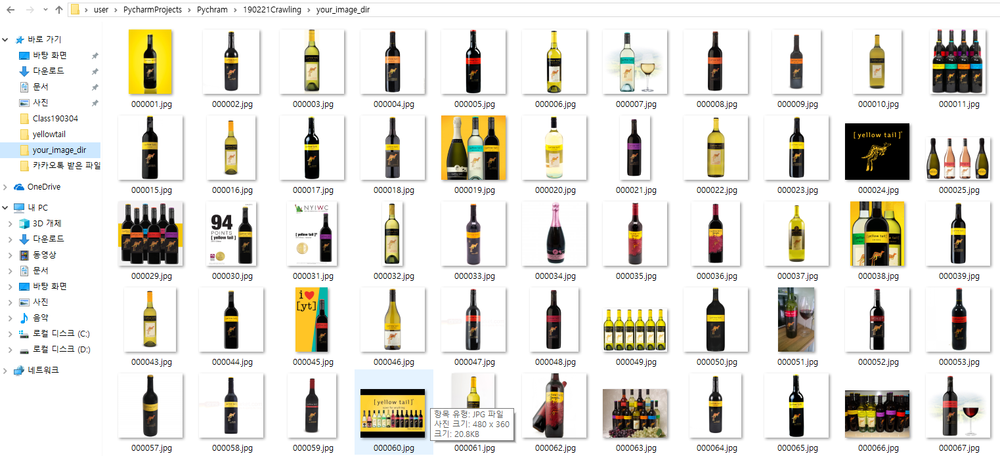 user > PycharmProjects > Pychram > 190221Crawling > your_image_dir
바로 가기
바탕 화면
다운로드
문서
사진
Class190304
yellowtail
your_image_dir
카카오톡 받은 파일
OneDrive
내 PC
3D 개체
다운로드
동영상
문서
바탕 화면
사진
음악
로컬 디스크 (C:)
로컬 디스크 (D:)
네트워크
000001.jpg 000002.jpg 000003.jpg 000004.jpg 000005.jpg 000006.jpg 000007.jpg 000008.jpg 000009.jpg 000010.jpg 000011.jpg
[ yellow tail ]
000015.jpg 000016.jpg 000017.jpg 000018.jpg 000019.jpg 000020.jpg 000021.jpg 000022.jpg 000023.jpg 000024.jpg 000025.jpg
94
POINTS
[ yellow tail ]
NYIWC
[ yellow tail ]
[yellow tail]
000029.jpg 000030.jpg 000031.jpg 000032.jpg 000033.jpg 000034.jpg 000035.jpg 000036.jpg 000037.jpg 000038.jpg 000039.jpg
i
[yt]
000043.jpg 000044.jpg 000045.jpg 000046.jpg 000047.jpg 000048.jpg 000049.jpg 000050.jpg 000051.jpg 000052.jpg 000053.jpg
[ yellow tail ]
항목 유형: JPG 파일
사진 크기: 480 x 360
크기: 20.8KB
000057.jpg 000058.jpg 000059.jpg 000060.jpg 000061.jpg 000062.jpg 000063.jpg 000064.jpg 000065.jpg 000066.jpg 000067.jpg